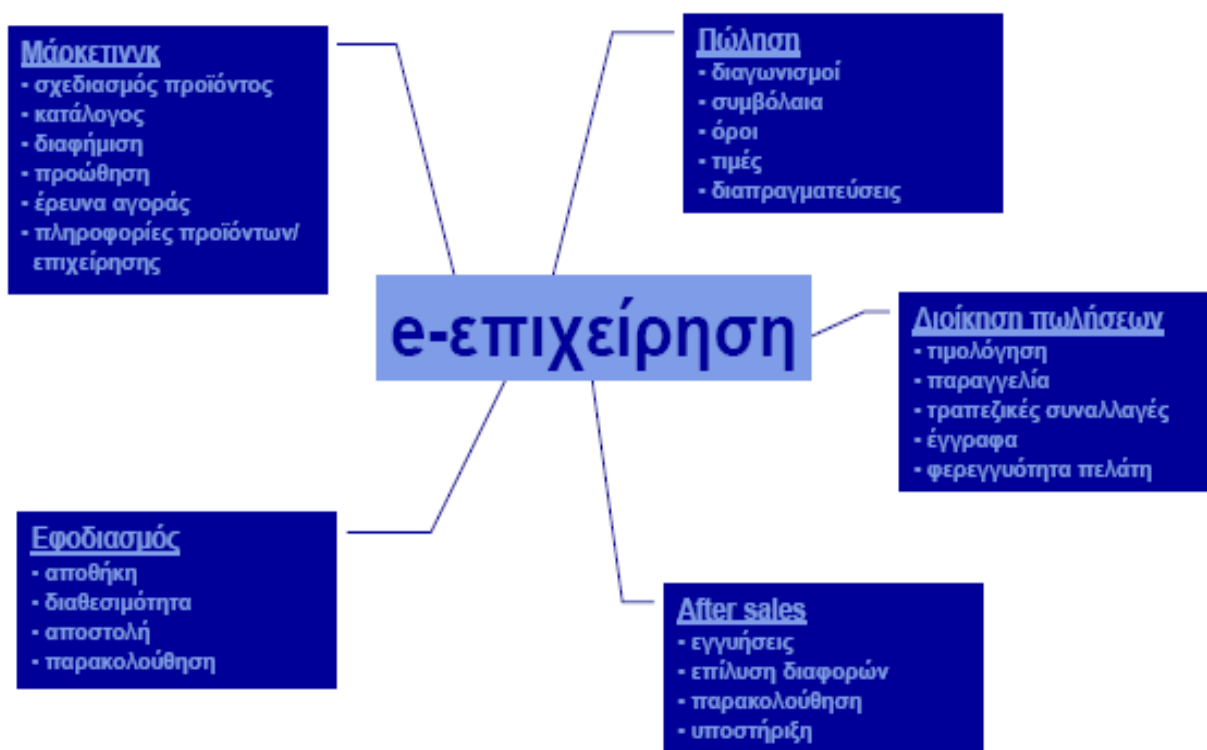 Μάρκετινγκ
- σχεδιασμός προϊόντος
- κατάλογος
- διαφήμιση
- προώθηση
- έρευνα αγοράς
- πληροφορίες προϊόντων/
επιχείρησης
Πώληση
- διαγωνισμοί
- συμβόλαια
- όροι
- τιμές
- διαπραγματεύσεις
e-επιχείρηση
Διοίκηση πωλήσεων
- τιμολόγηση
- παραγγελία
- τραπεζικές συναλλαγές
- έγγραφα
- φερεγγυότητα πελάτη
Εφοδιασμός
- αποθήκη
- διαθεσιμότητα
- αποστολή
- παρακολούθηση
After sales
- εγγυήσεις
- επίλυση διαφορών
- παρακολούθηση
- υποστήριξη